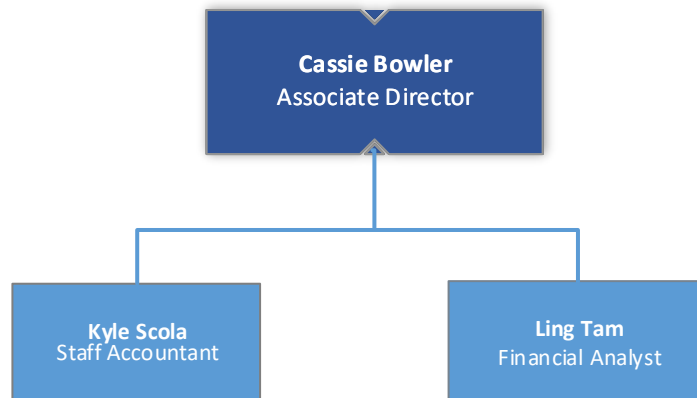 Cassie Bowler
Associate Director
Kyle Scola
Staff Accountant
Ling Tam
Financial Analyst